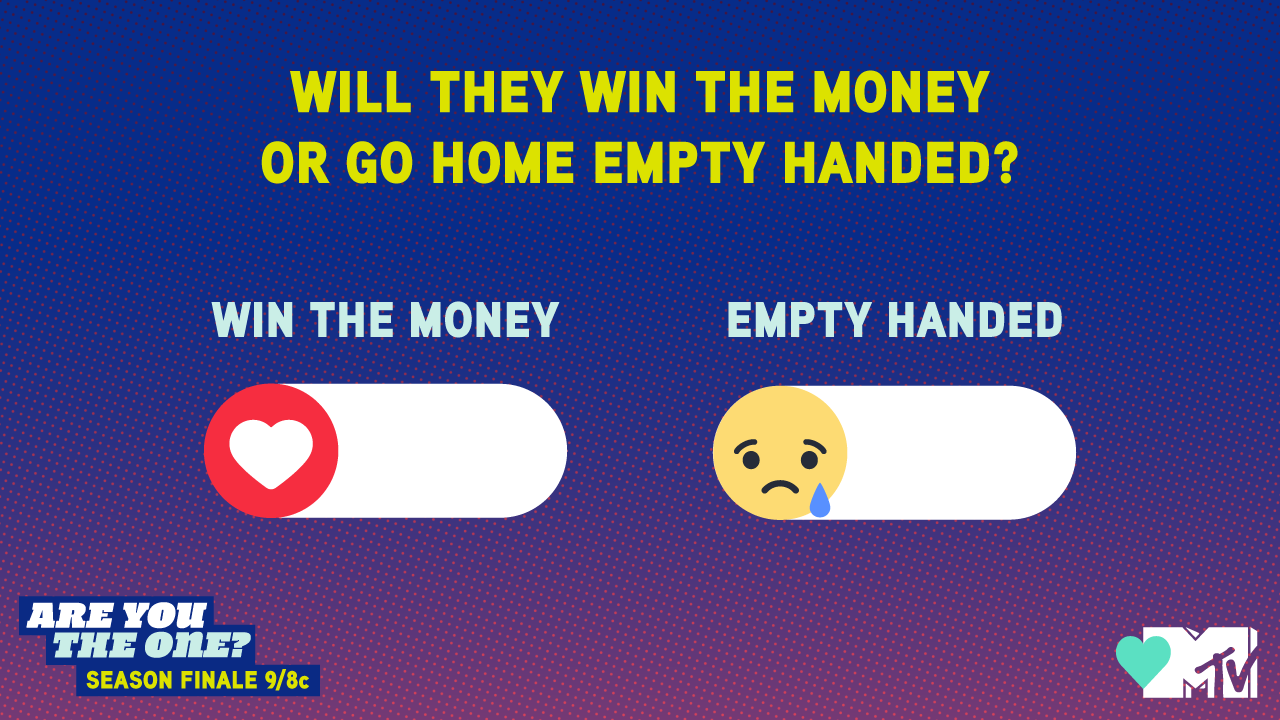 WILL THEY WIN THE MONEY
OR GO HOME EMPTY HANDED?
WIN THE MONEY
EMPTY HANDED
ARE YOU
THE ONE?
SEASON FINALE 9/8c
MTV